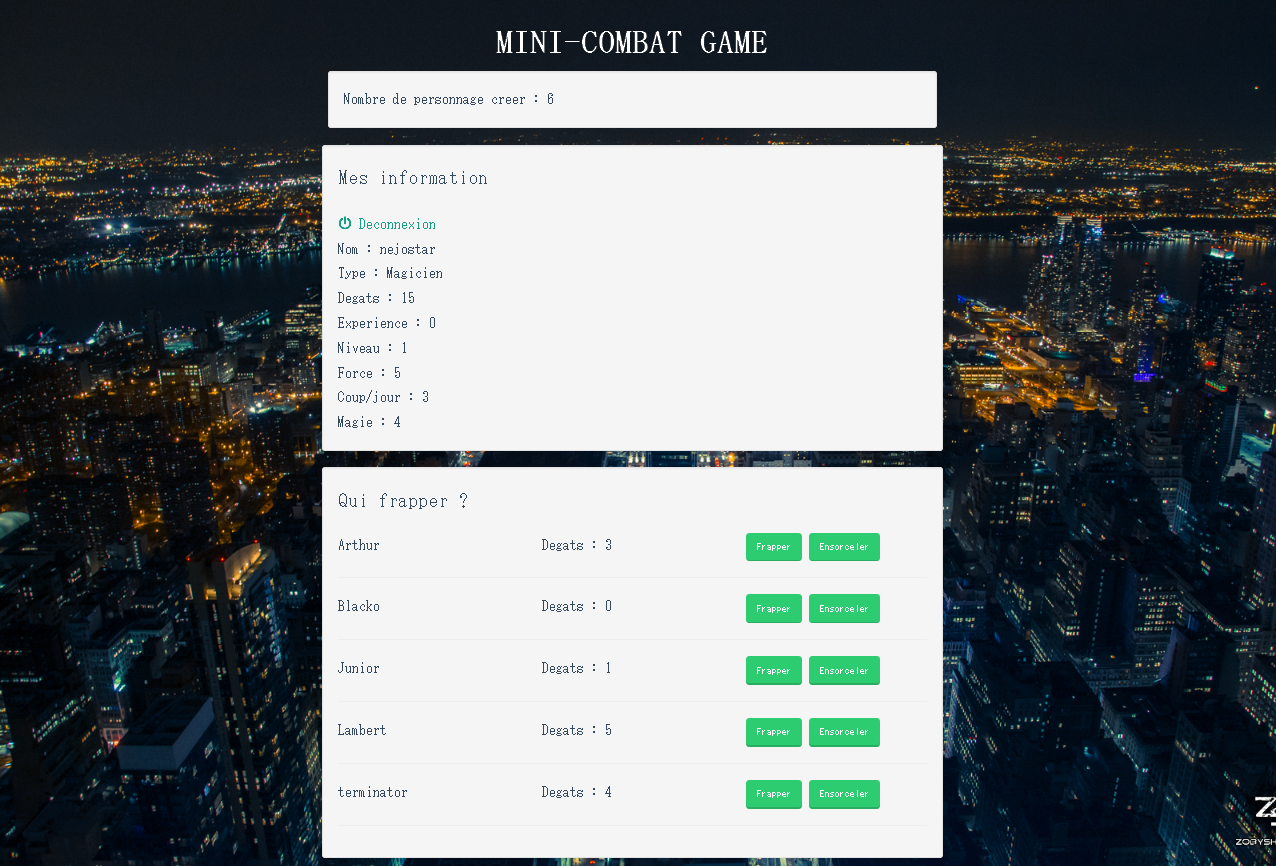 MINI-COMBAT GAME
Nombre de personnage creer : 6
Mes information
Deconnexion
Nom : nejostar
Type : Magicien
Degats : 15
Experience : 0
Niveau : 1
Force : 5
Coup/jour : 3
Magie : 4
Qui frapper ?
Arthur Degats : 3 Frapper Ensorceler
Blacko Degats : 0 Frapper Ensorceler
Junior Degats : 1 Frapper Ensorceler
Lambert Degats : 5 Frapper Ensorceler
terminator Degats : 4 Frapper Ensorceler